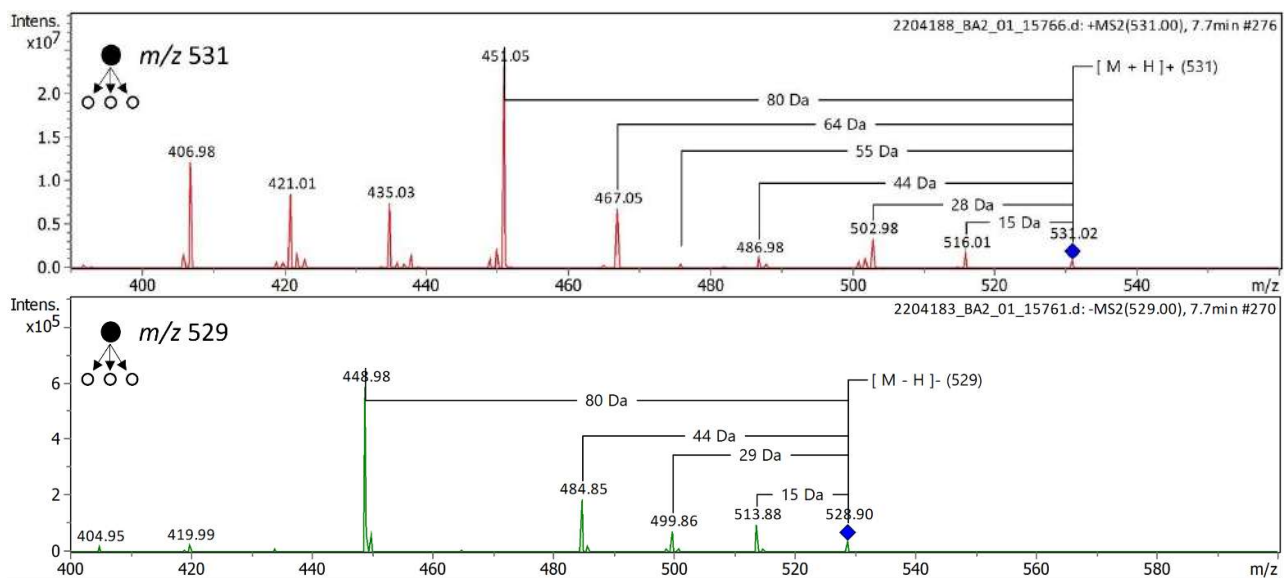 Intens.
x10⁷
2204188_BA2_01_15766.d: +MS2(531.00), 7.7min #276
m/z 531
451.05
[ M + H ]+ (531)
80 Da
64 Da
55 Da
44 Da
28 Da
15 Da
406.98
421.01
435.03
467.05
486.98
502.98
516.01
531.02
2.0
1.5
1.0
0.5
0.0
400 420 440 460 480 500 520 540 m/z
Intens.
x10⁵
2204183_BA2_01_15761.d: -MS2(529.00), 7.7min #270
m/z 529
448.98
[ M - H ]- (529)
80 Da
44 Da
29 Da
15 Da
484.85
499.86
513.88
528.90
404.95
419.99
6
4
2
0
400 420 440 460 480 500 520 540 560 580 m/z